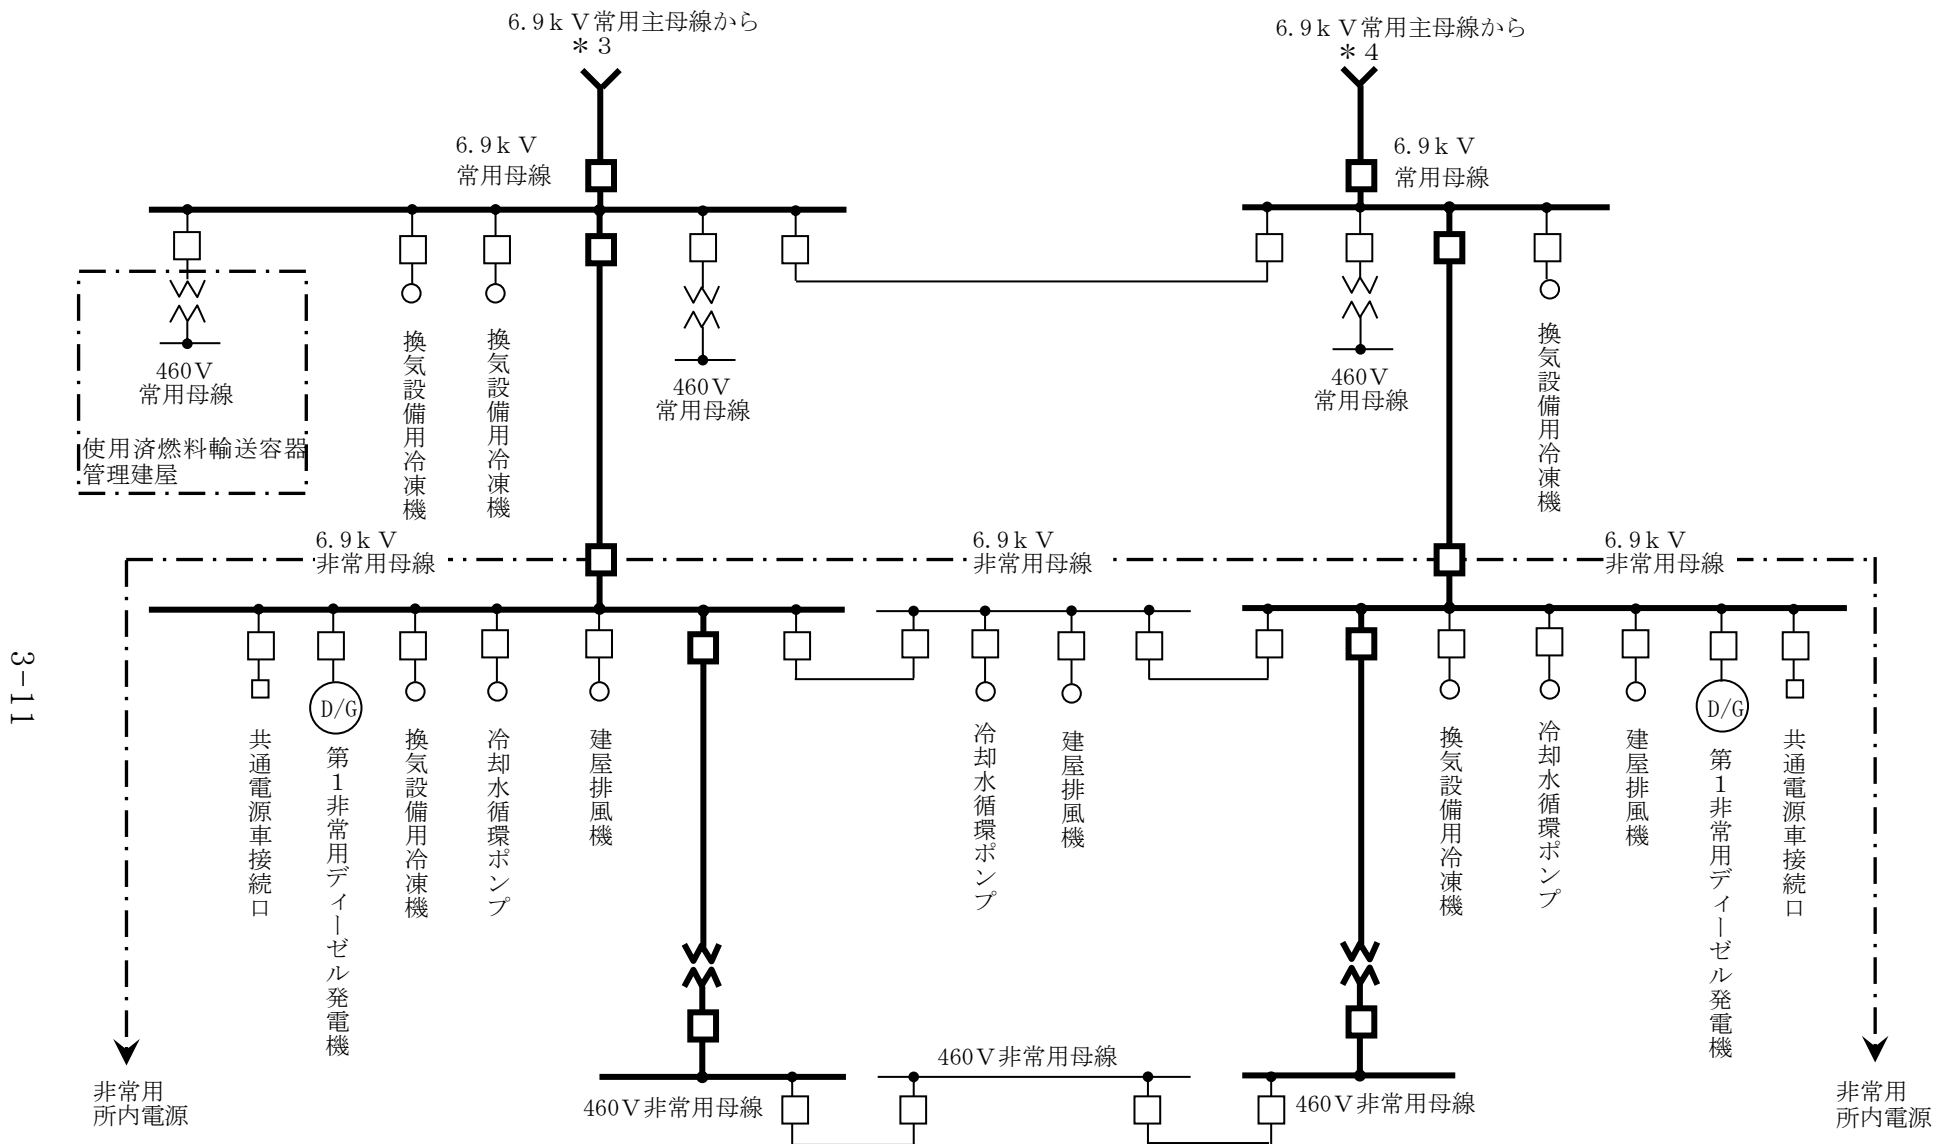 6.9kV常用主母線から
＊3
6.9kV常用主母線から
＊4
6.9kV
常用母線
6.9kV
常用母線
460V
常用母線
使用済燃料輸送容器
管理建屋
換気設備用冷凍機
換気設備用冷凍機
460V
常用母線
460V
常用母線
換気設備用冷凍機
6.9kV
非常用母線
6.9kV
非常用母線
6.9kV
非常用母線
共通電源車接続口
D/G
第1非常用ディーゼル発電機
換気設備用冷凍機
冷却水循環ポンプ
建屋排風機
冷却水循環ポンプ
建屋排風機
換気設備用冷凍機
冷却水循環ポンプ
建屋排風機
D/G
第1非常用ディーゼル発電機
共通電源車接続口
非常用
所内電源
460V非常用母線
460V非常用母線
460V非常用母線
非常用
所内電源
3-11